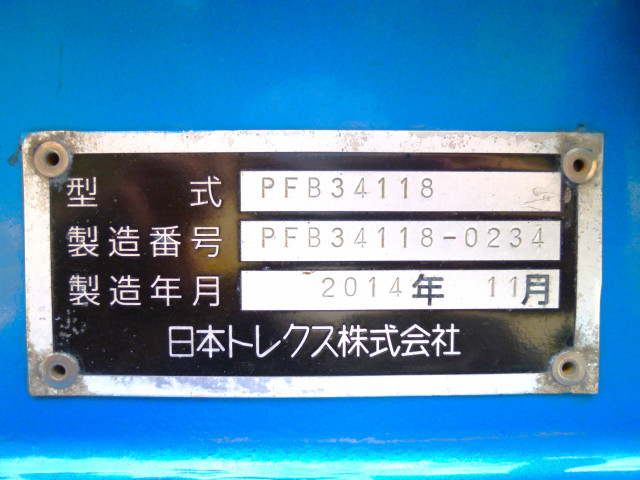 型式 PFB34118
製造番号 PFB34118-0234
製造年月 2014年 11月
日本トレクス株式会社